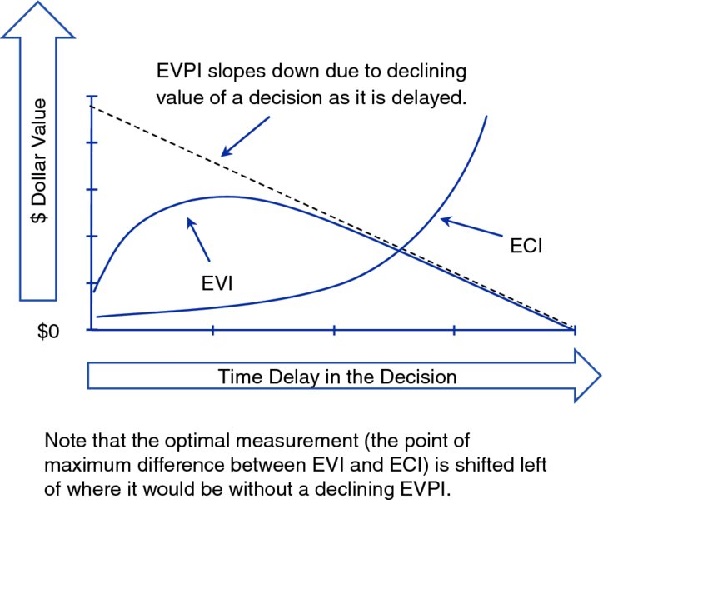 EVPI slopes down due to declining
value of a decision as it is delayed.
$ Dollar Value
ECI
EVI
$0
Time Delay in the Decision
Note that the optimal measurement (the point of
maximum difference between EVI and ECI) is shifted left
of where it would be without a declining EVPI.